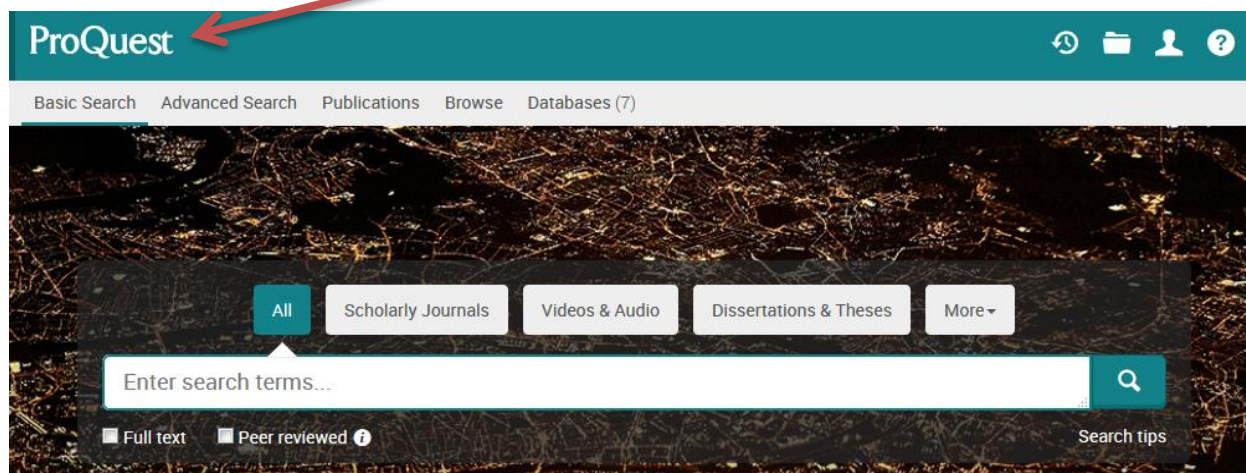 ProQuest
Basic Search Advanced Search Publications Browse Databases (7)
All Scholarly Journals Videos & Audio Dissertations & Theses More
Enter search terms...
Full text Peer reviewed Search tips